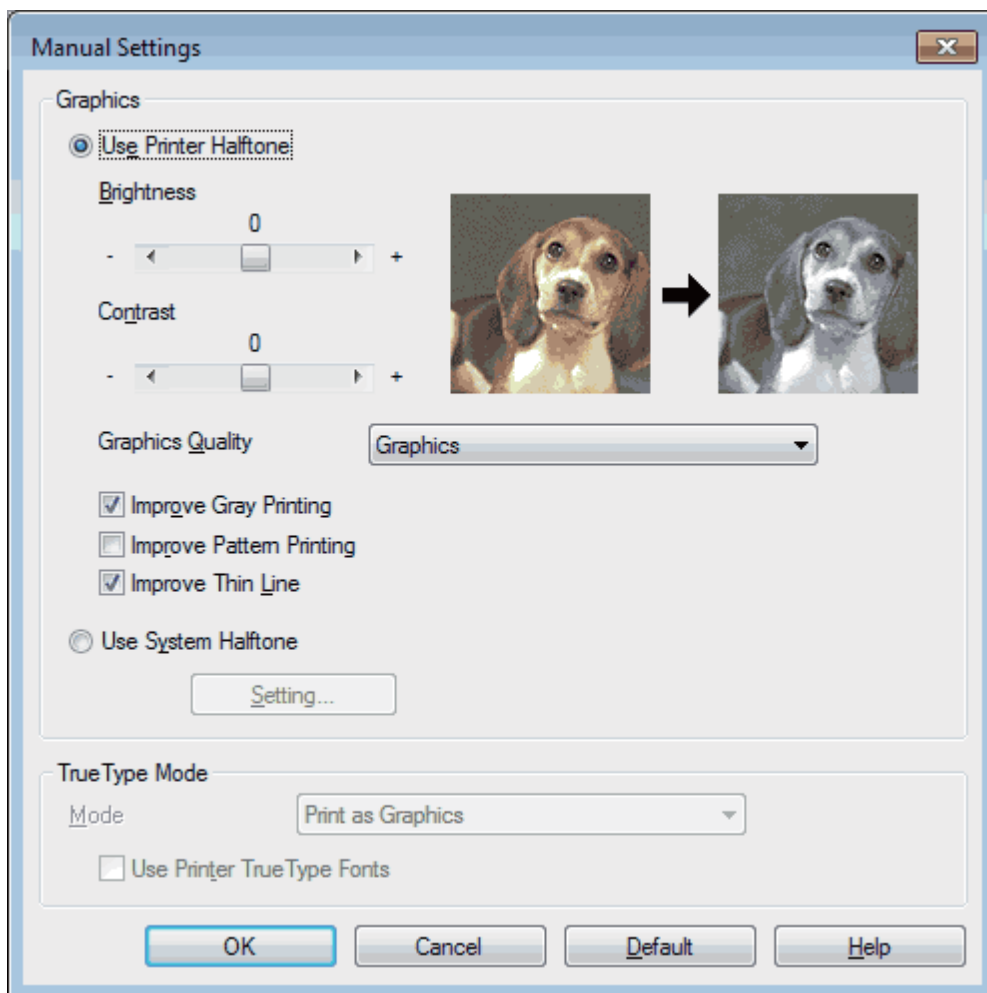 Manual Settings
Graphics
Use Printer Halftone
Brightness
0
- +
Contrast
0
- +
Graphics Quality Graphics
Improve Gray Printing
Improve Pattern Printing
Improve Thin Line
Use System Halftone
Setting...
TrueType Mode
Mode Print as Graphics
Use Printer TrueType Fonts
OK Cancel Default Help